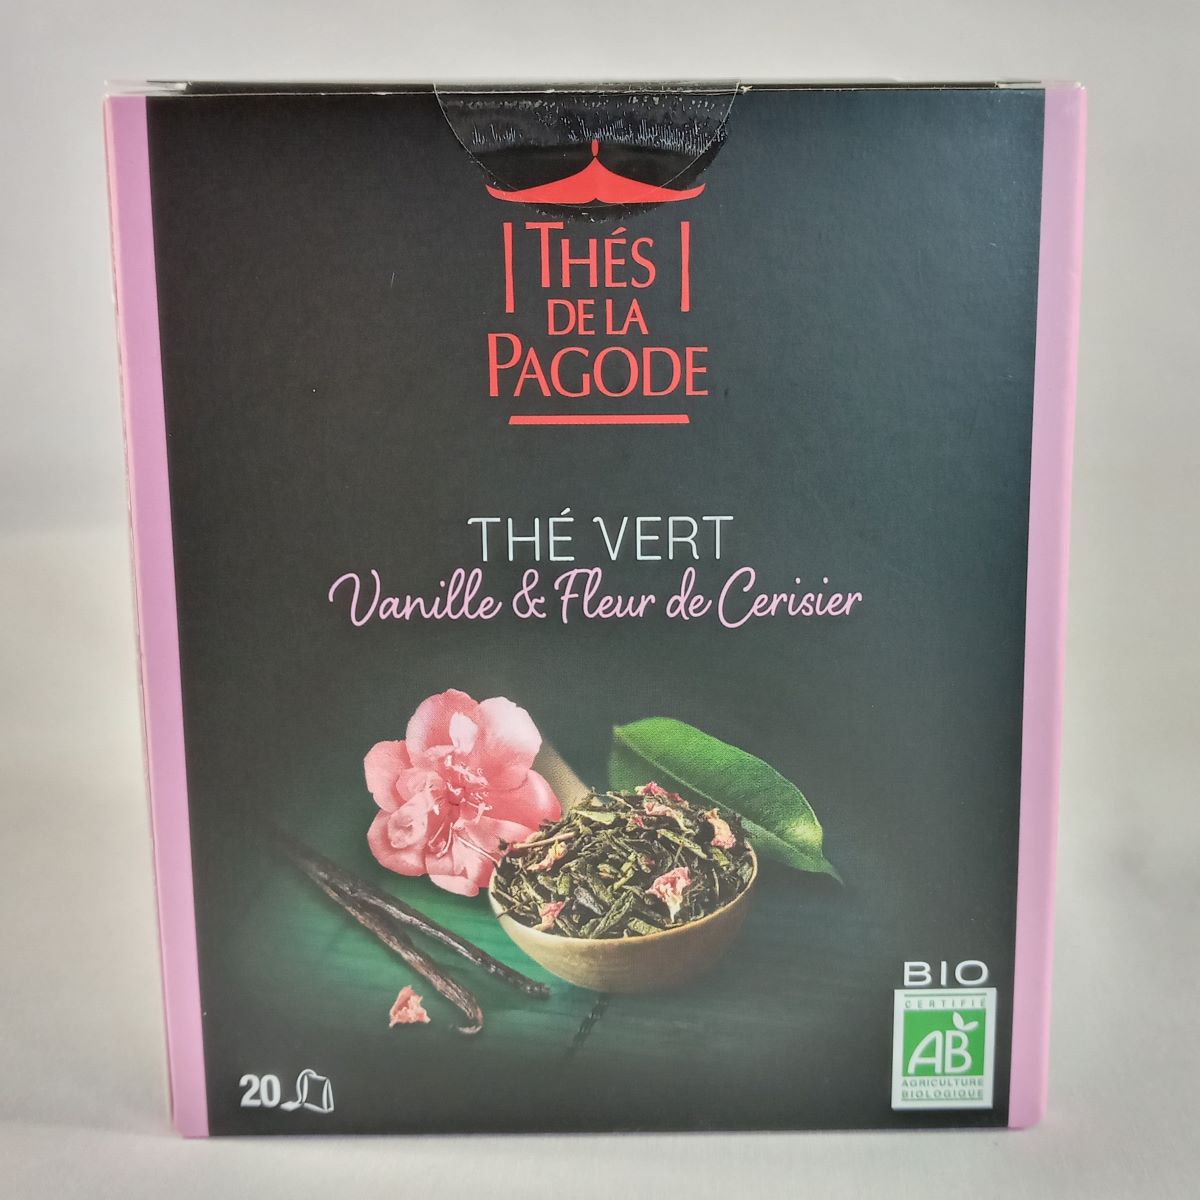 THÉS
DE LA
PAGODE
THÉ VERT
Vanille & Fleur de Cerisier
BIO
CERTIFIÉ
AB
AGRICULTURE
BIOLOGIQUE
20